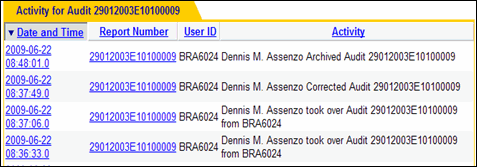 Activity for Audit 29012003E10100009
▼ Date and Time Report Number User ID Activity
2009-06-22 08:48:01.0 29012003E10100009 BRA6024 Dennis M. Assenzo Archived Audit 29012003E10100009
2009-06-22 08:37:49.0 29012003E10100009 BRA6024 Dennis M. Assenzo Corrected Audit 29012003E10100009
2009-06-22 08:37:06.0 29012003E10100009 BRA6024 Dennis M. Assenzo took over Audit 29012003E10100009 from BRA6024
2009-06-22 08:36:33.0 29012003E10100009 BRA6024 Dennis M. Assenzo took over Audit 29012003E10100009 from BRA6024